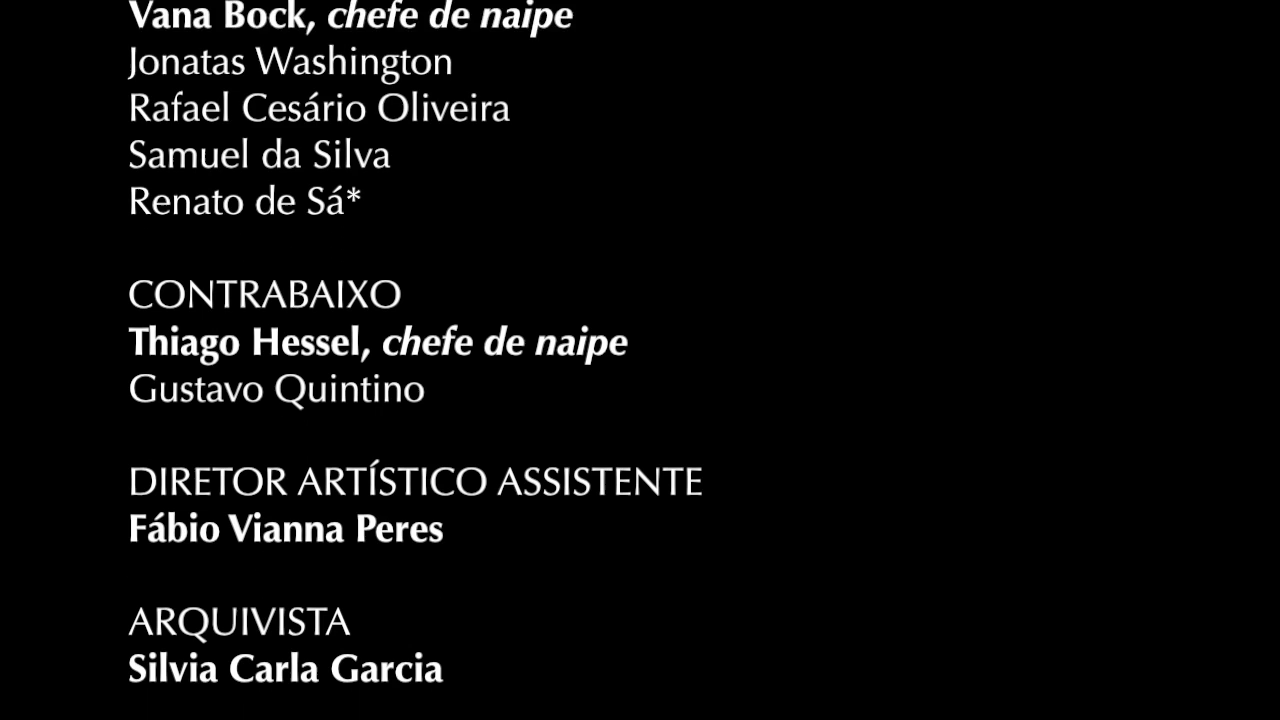 Vana Bock, chefe de naipe
Jonatas Washington
Rafael Cesário Oliveira
Samuel da Silva
Renato de Sá*
CONTRABAIXO
Thiago Hessel, chefe de naipe
Gustavo Quintino
DIRETOR ARTÍSTICO ASSISTENTE
Fábio Vianna Peres
ARQUIVISTA
Silvia Carla Garcia